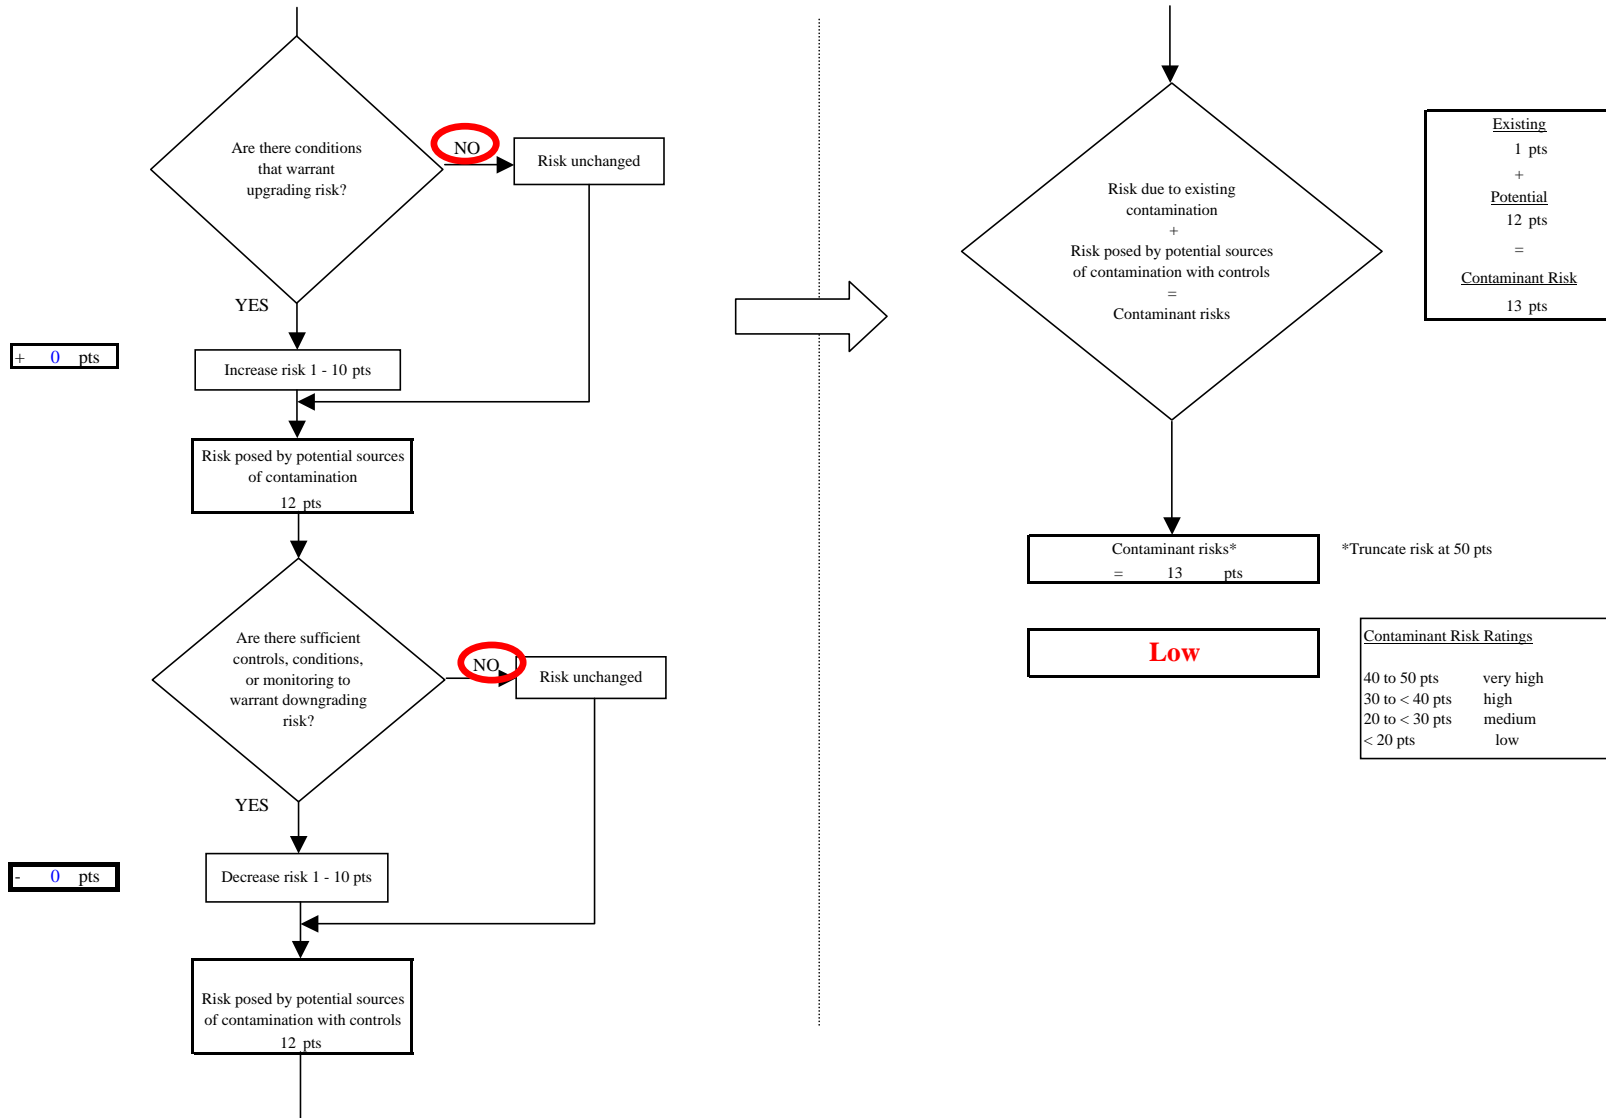 Are there conditions
that warrant
upgrading risk?
NO
Risk unchanged
YES
+ 0 pts
Increase risk 1 - 10 pts
Risk posed by potential sources
of contamination
12 pts
Are there sufficient
controls, conditions,
or monitoring to
warrant downgrading
risk?
NO
Risk unchanged
YES
- 0 pts
Decrease risk 1 - 10 pts
Risk posed by potential sources
of contamination with controls
12 pts
Risk due to existing
contamination
+
Risk posed by potential sources
of contamination with controls
=
Contaminant risks
Existing
1 pts
+
Potential
12 pts
=
Contaminant Risk
13 pts
Contaminant risks*
= 13 pts
*Truncate risk at 50 pts
Low
Contaminant Risk Ratings
40 to 50 pts very high
30 to < 40 pts high
20 to < 30 pts medium
< 20 pts low